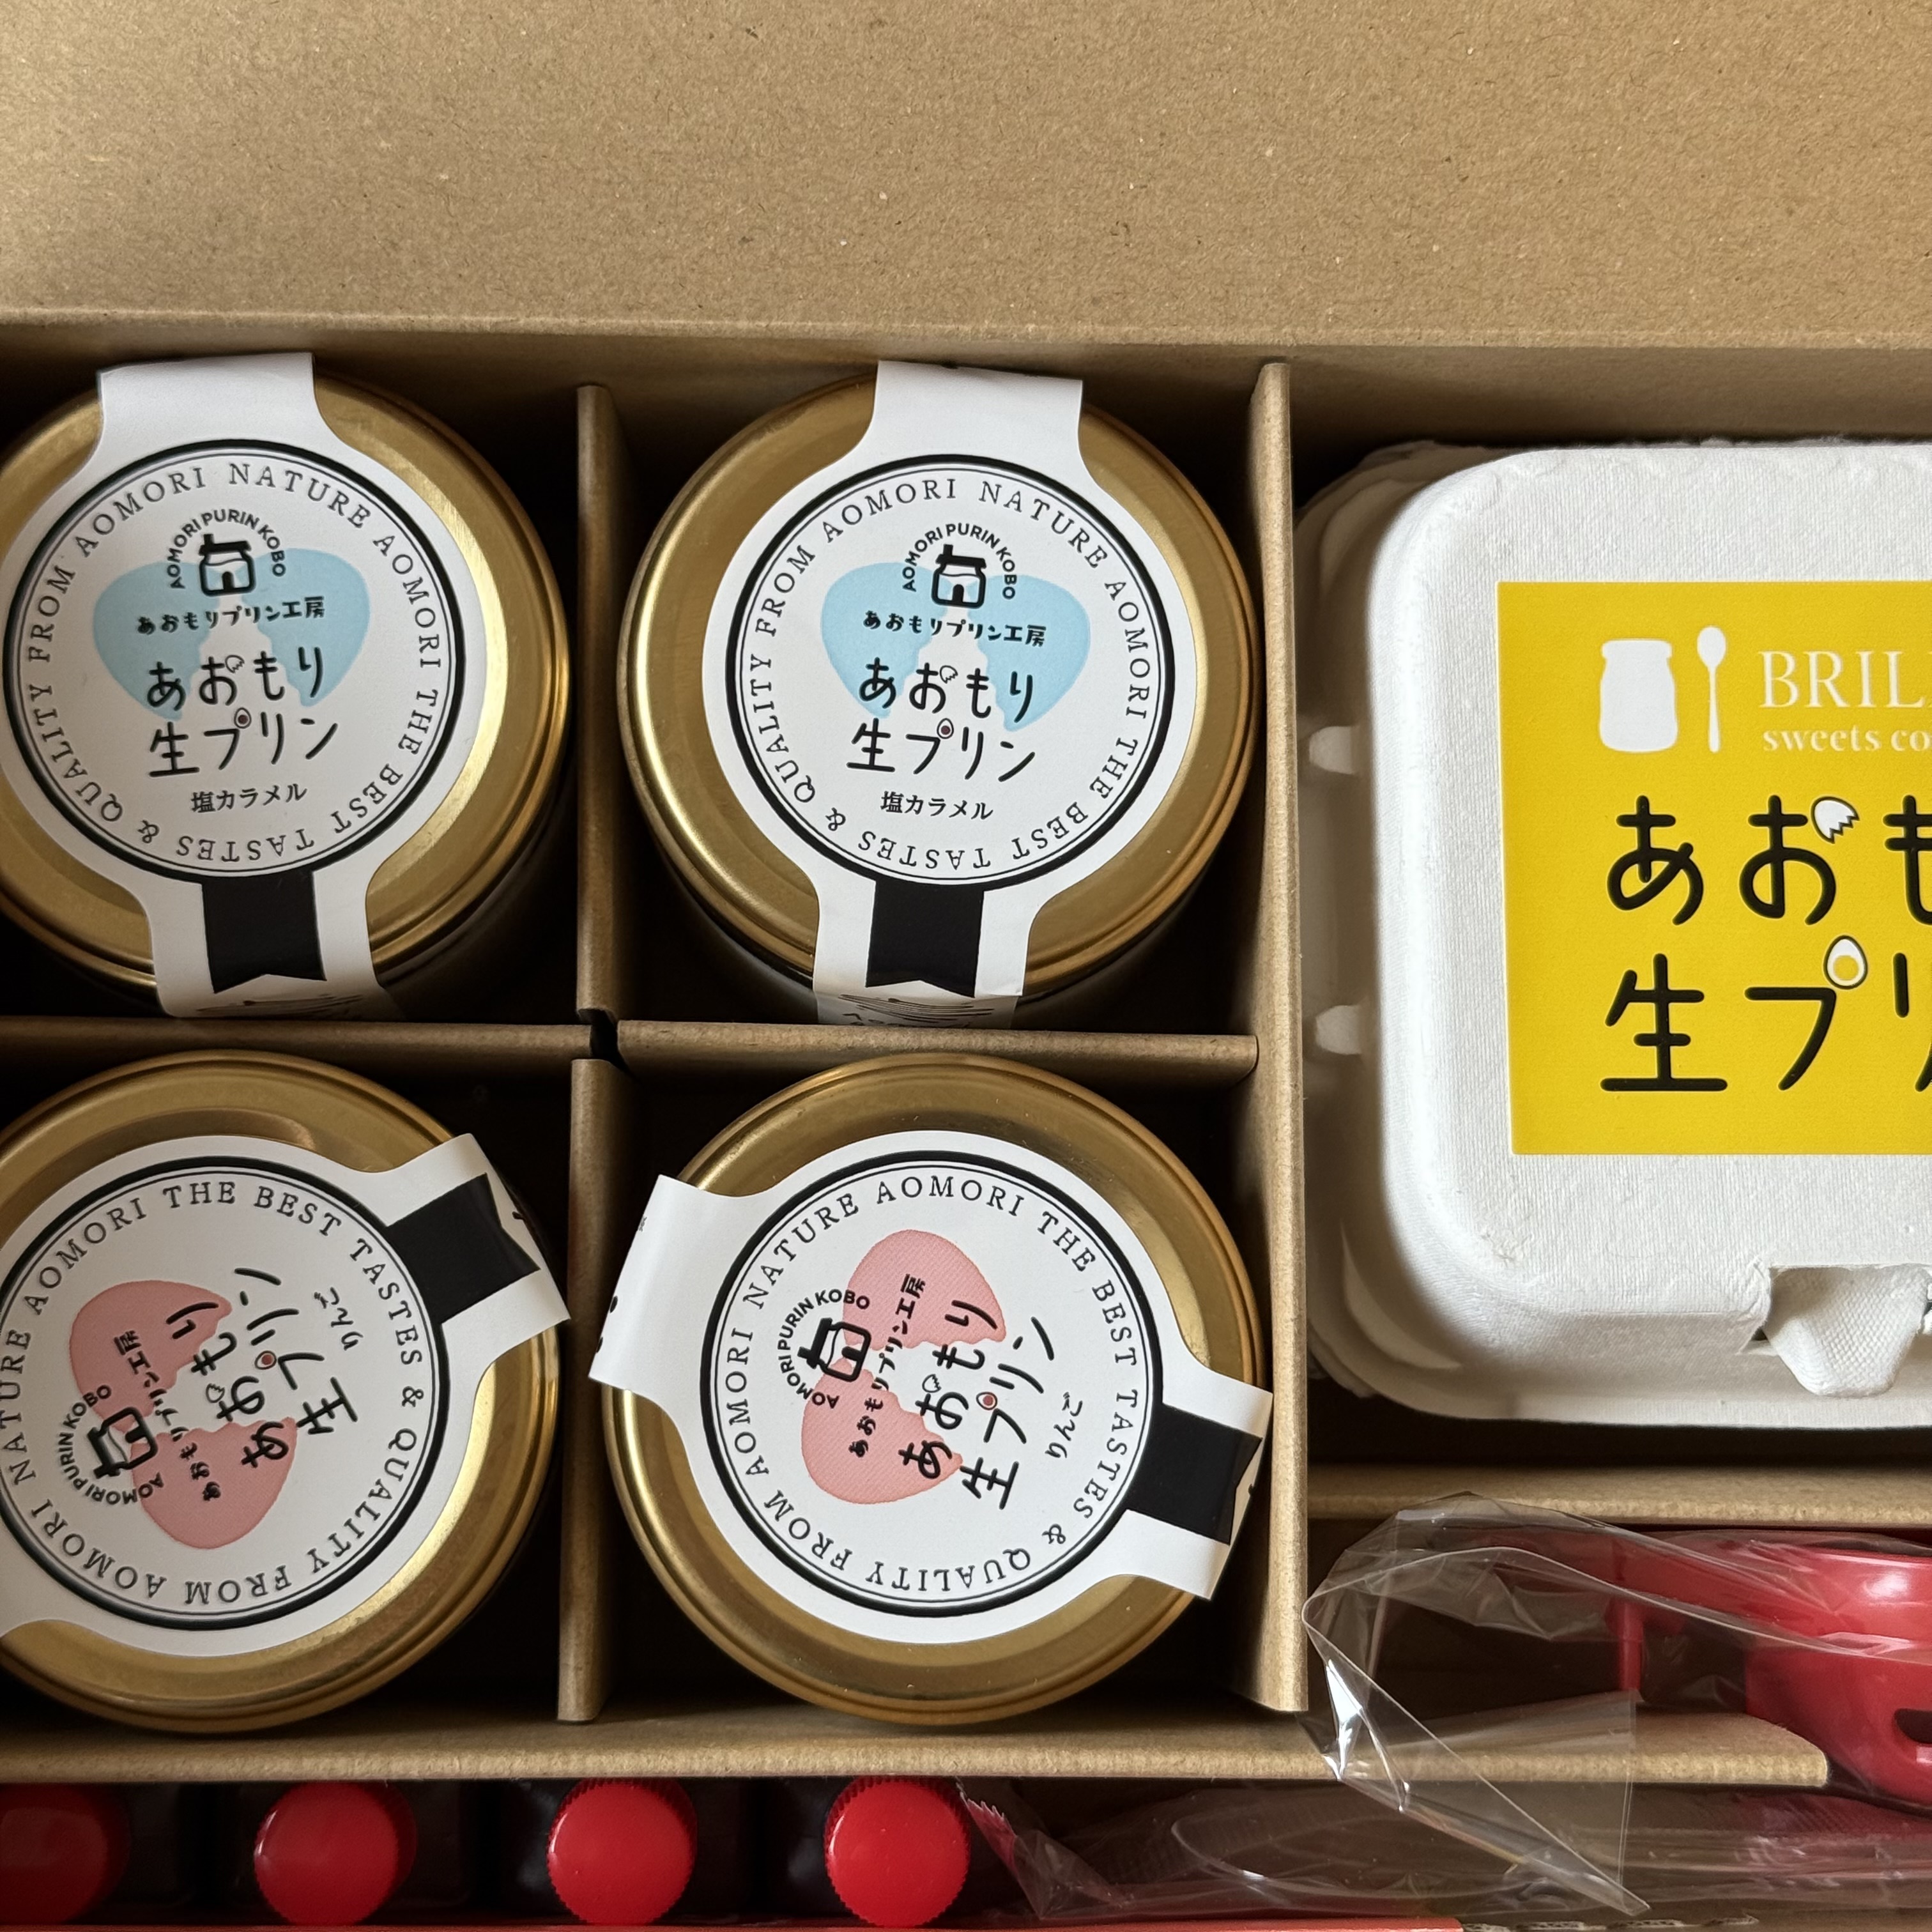 AOMORI NATURE AOMORI THE BEST TASTES & QUALITY FROM
AOMORI PURIN KOBO
あおもりプリン工房
あおもり
生プリン
塩カラメル
AOMORI NATURE AOMORI THE BEST TASTES & QUALITY FROM
AOMORI PURIN KOBO
あおもりプリン工房
あおもり
生プリン
塩カラメル
sweets
あおも
生プ
AOMORI NATURE AOMORI THE BEST TASTES & QUALITY FROM
AOMORI PURIN KOBO
あおもりプリン工房
あおもり
生プリン
りんご
AOMORI NATURE AOMORI THE BEST TASTES & QUALITY FROM
AOMORI PURIN KOBO
あおもりプリン工房
あおもり
生プリン
りんご